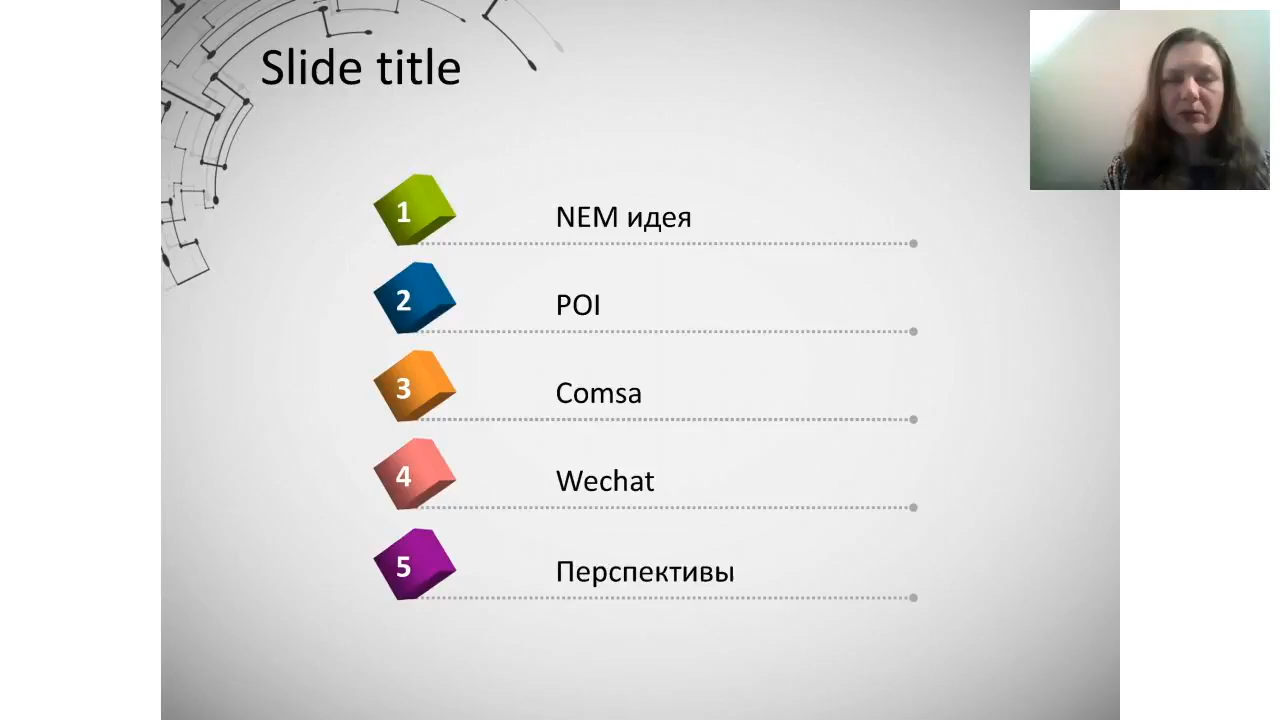 Slide title
1 NEM идея
2 POI
3 Comsa
4 Wechat
5 Перспективы